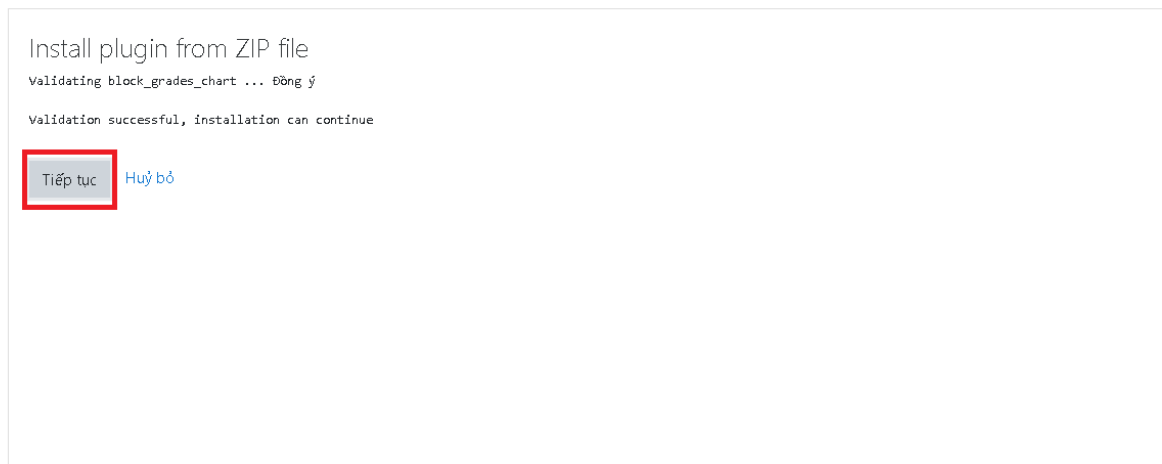 Install plugin from ZIP file
Validating block_grades_chart ... Đồng ý
Validation successful, installation can continue
Tiếp tục Huỷ bỏ